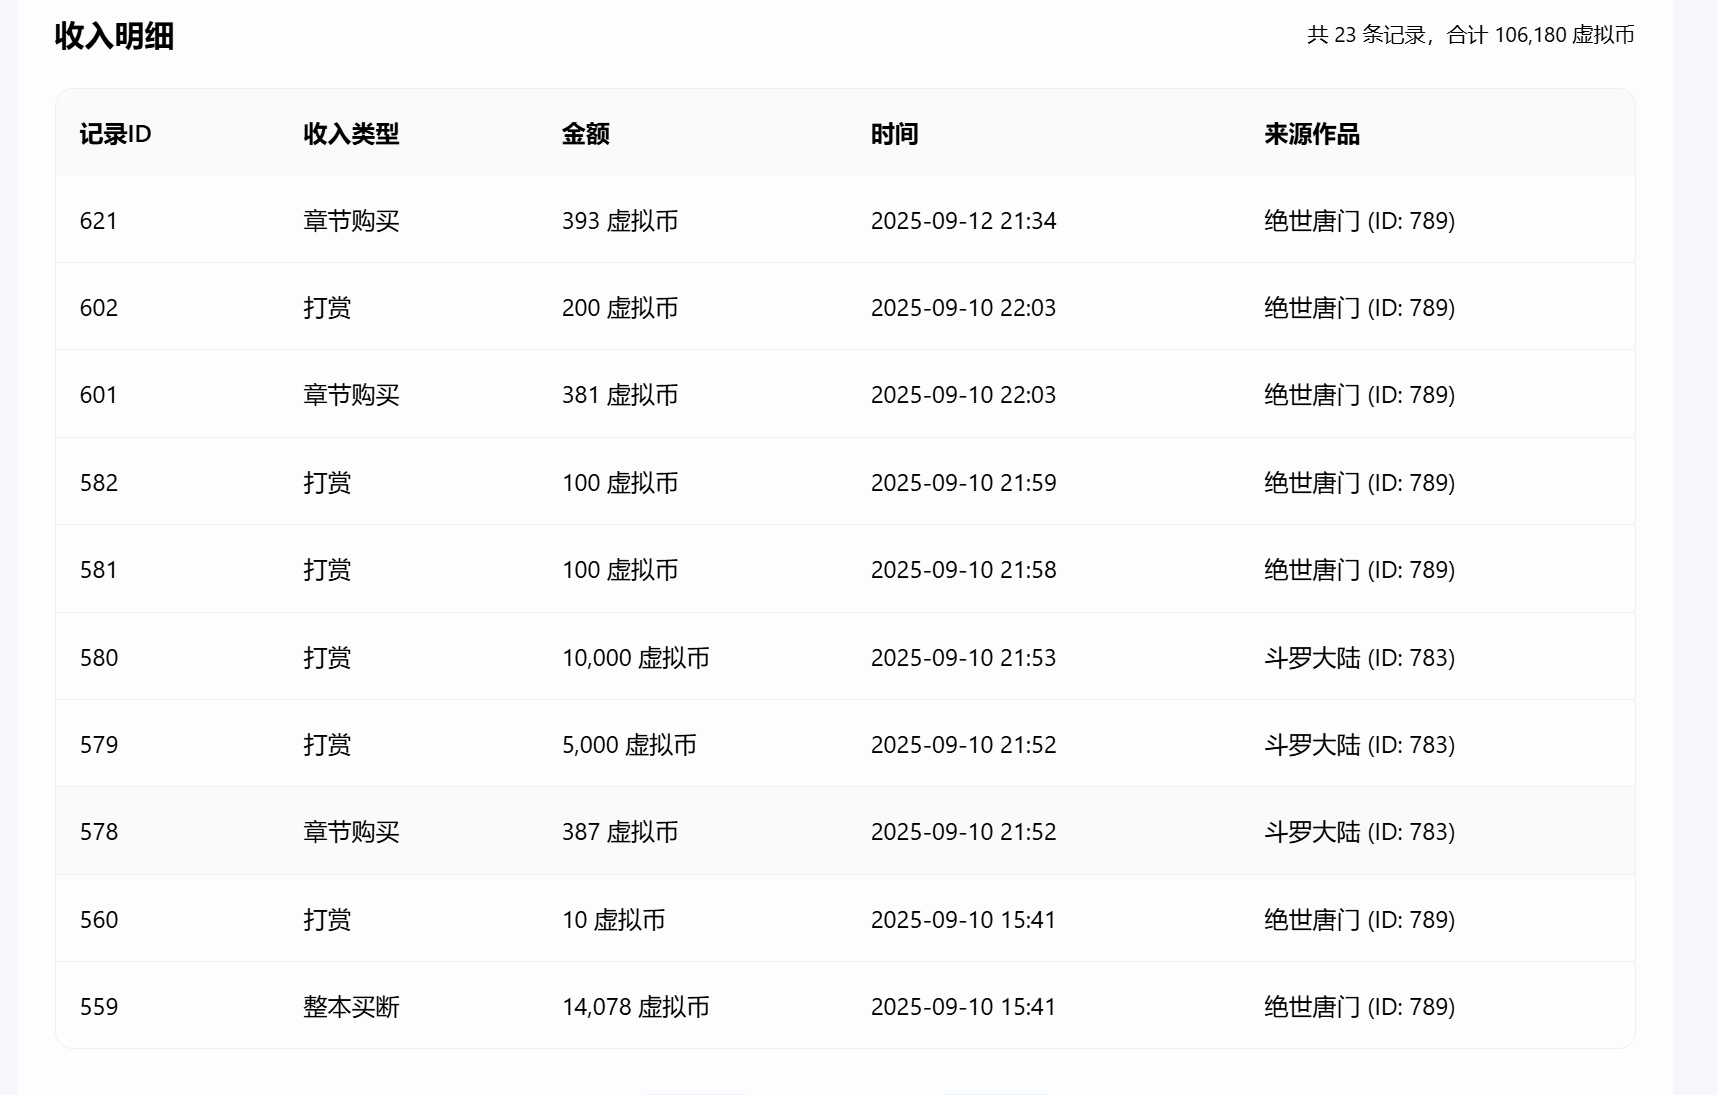 收入明细 共 23 条记录，合计 106,180 虚拟币
记录ID 收入类型 金额 时间 来源作品
621 章节购买 393 虚拟币 2025-09-12 21:34 绝世唐门 (ID: 789)
602 打赏 200 虚拟币 2025-09-10 22:03 绝世唐门 (ID: 789)
601 章节购买 381 虚拟币 2025-09-10 22:03 绝世唐门 (ID: 789)
582 打赏 100 虚拟币 2025-09-10 21:59 绝世唐门 (ID: 789)
581 打赏 100 虚拟币 2025-09-10 21:58 绝世唐门 (ID: 789)
580 打赏 10,000 虚拟币 2025-09-10 21:53 斗罗大陆 (ID: 783)
579 打赏 5,000 虚拟币 2025-09-10 21:52 斗罗大陆 (ID: 783)
578 章节购买 387 虚拟币 2025-09-10 21:52 斗罗大陆 (ID: 783)
560 打赏 10 虚拟币 2025-09-10 15:41 绝世唐门 (ID: 789)
559 整本买断 14,078 虚拟币 2025-09-10 15:41 绝世唐门 (ID: 789)